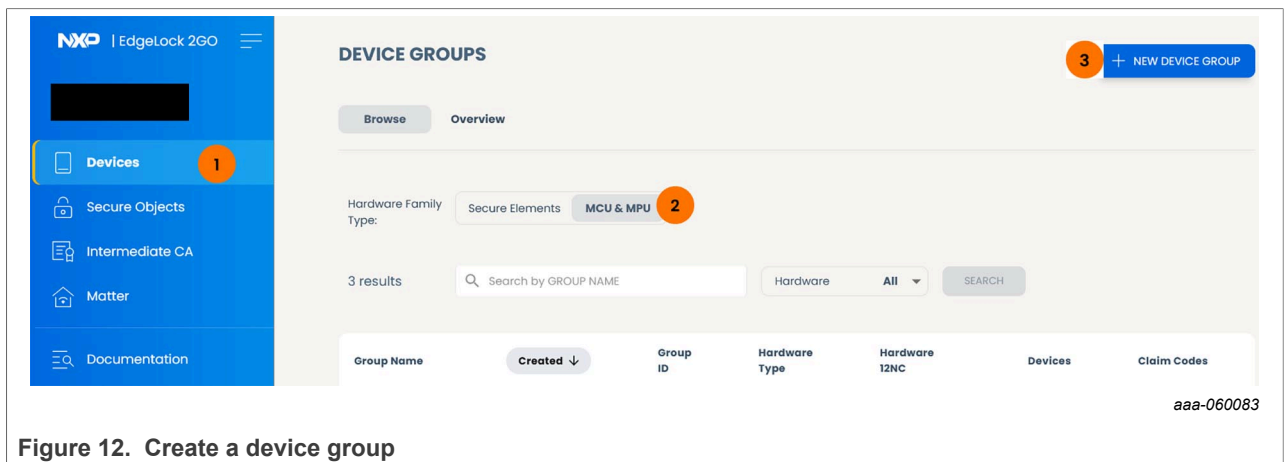 NXP | EdgeLock 2GO
DEVICE GROUPS
3
+ NEW DEVICE GROUP
Browse
Overview
Devices
1
Secure Objects
Intermediate CA
Matter
Documentation
Hardware Family
Type:
Secure Elements
MCU & MPU
2
3 results
Search by GROUP NAME
Hardware
All
SEARCH
Group Name
Created ↓
Group
ID
Hardware
Type
Hardware
12NC
Devices
Claim Codes
aaa-060083
Figure 12. Create a device group